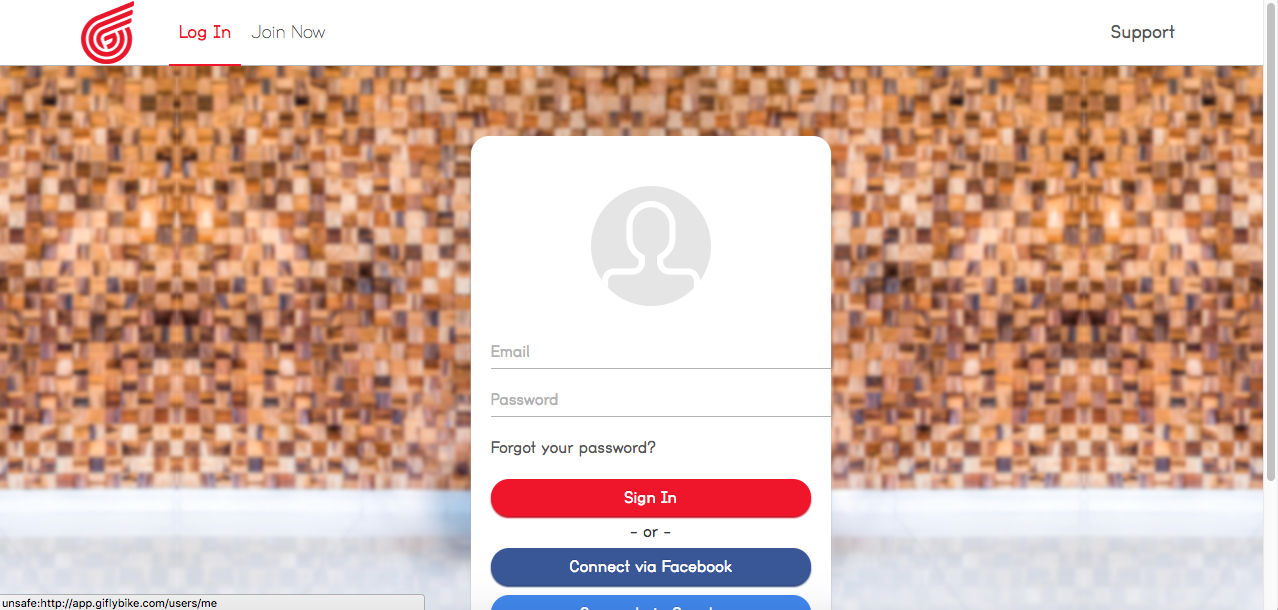 Log In
Join Now
Support
Email
Password
Forgot your password?
Sign In
- or -
Connect via Facebook
unsafe:http://app.giflybike.com/users/me